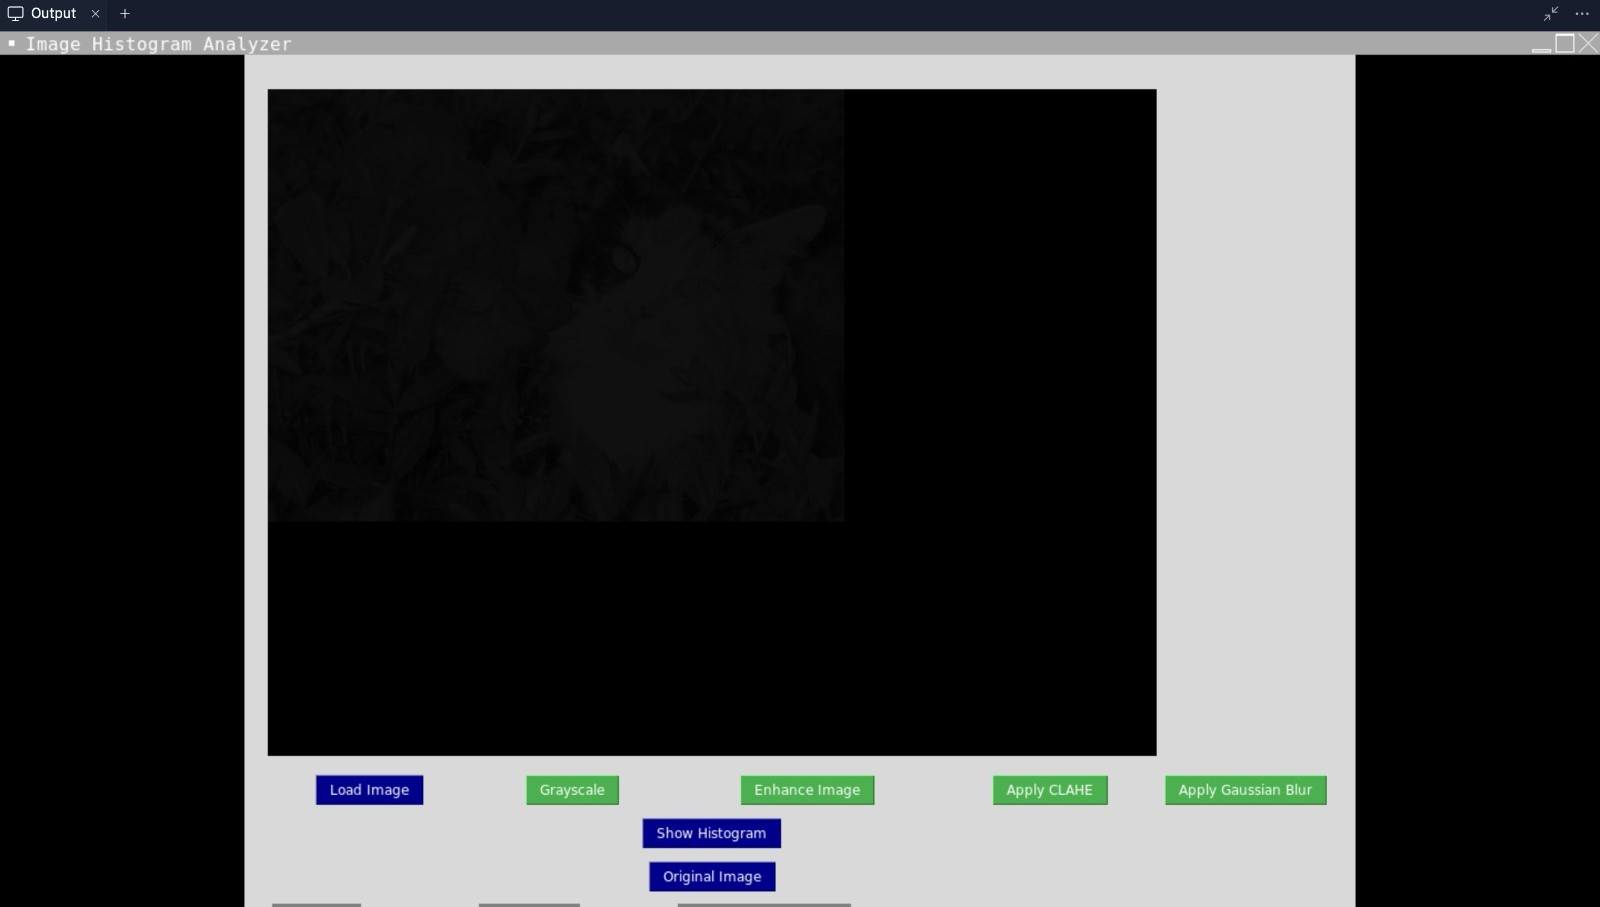 Output
Image Histogram Analyzer
Load Image
Grayscale
Enhance Image
Apply CLAHE
Apply Gaussian Blur
Show Histogram
Original Image